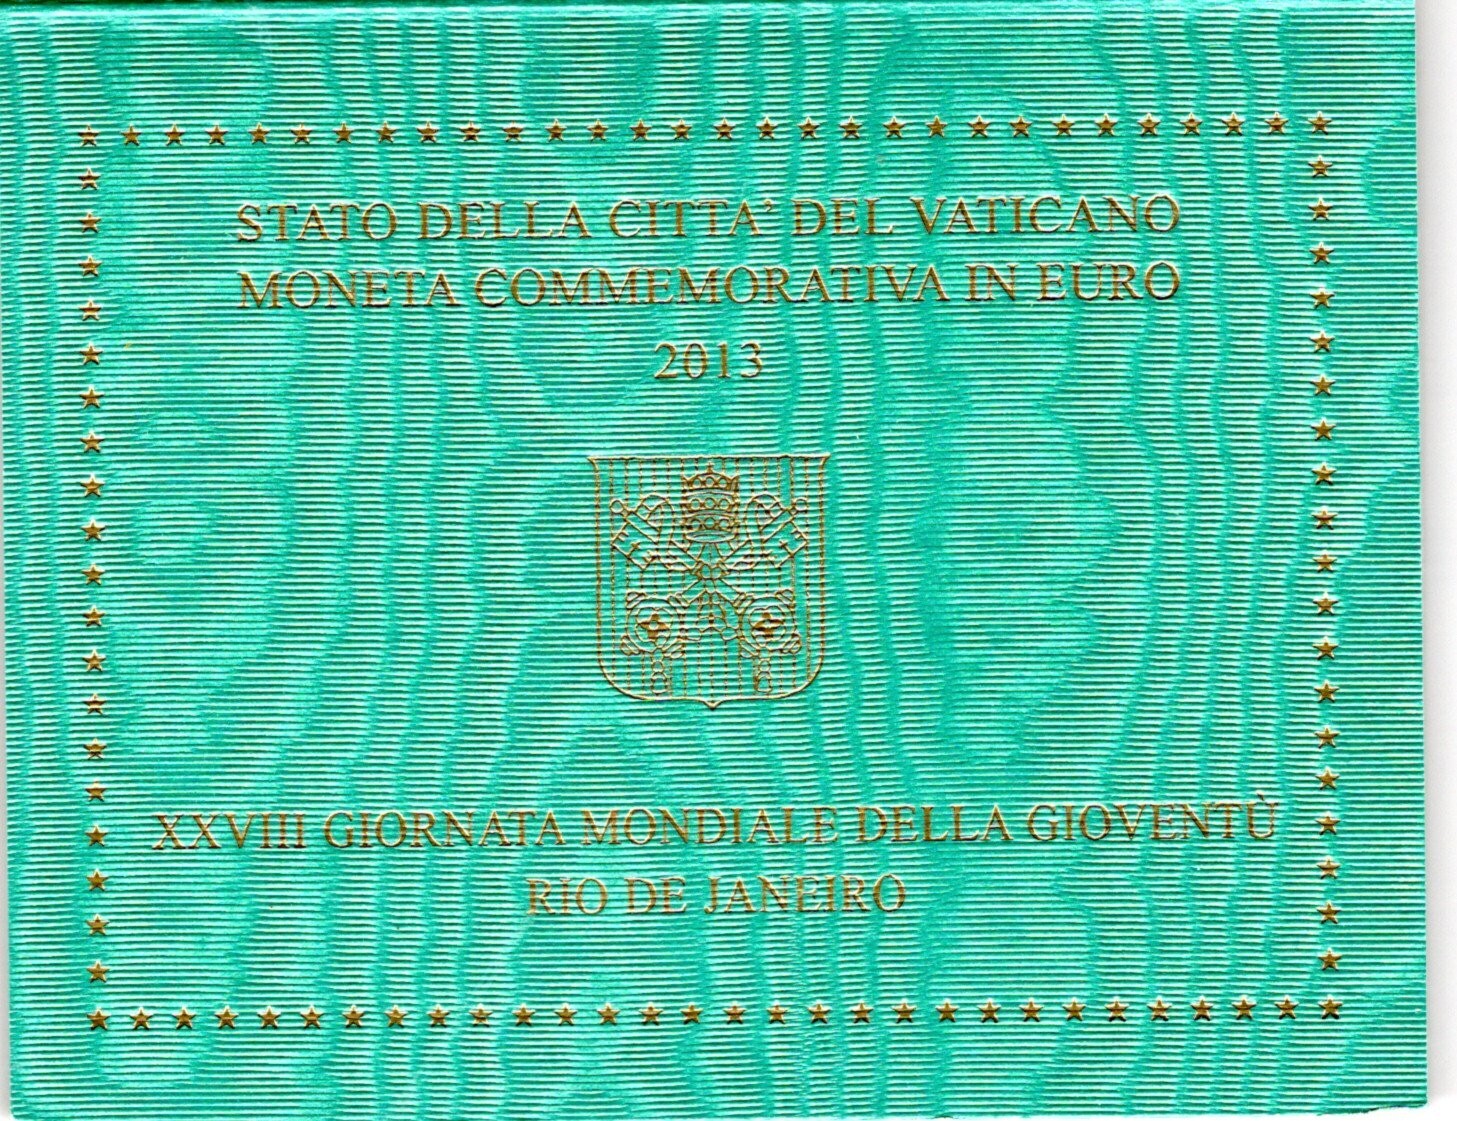 STATO DELLA CITTA' DEL VATICANO
MONETA COMMEMORATIVA IN EURO
2013
XXVIII GIORNATA MONDIALE DELLA GIOVENTÙ
RIO DE JANEIRO